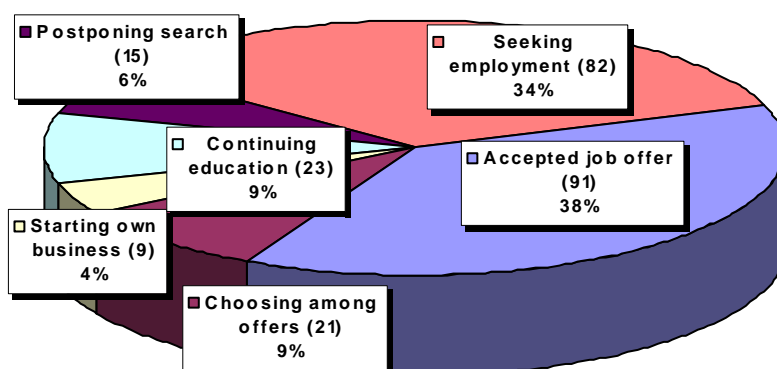 Postponing search
(15)
6%
Seeking
employment (82)
34%
Continuing
education (23)
9%
Accepted job offer
(91)
38%
Starting own
business (9)
4%
Choosing among
offers (21)
9%